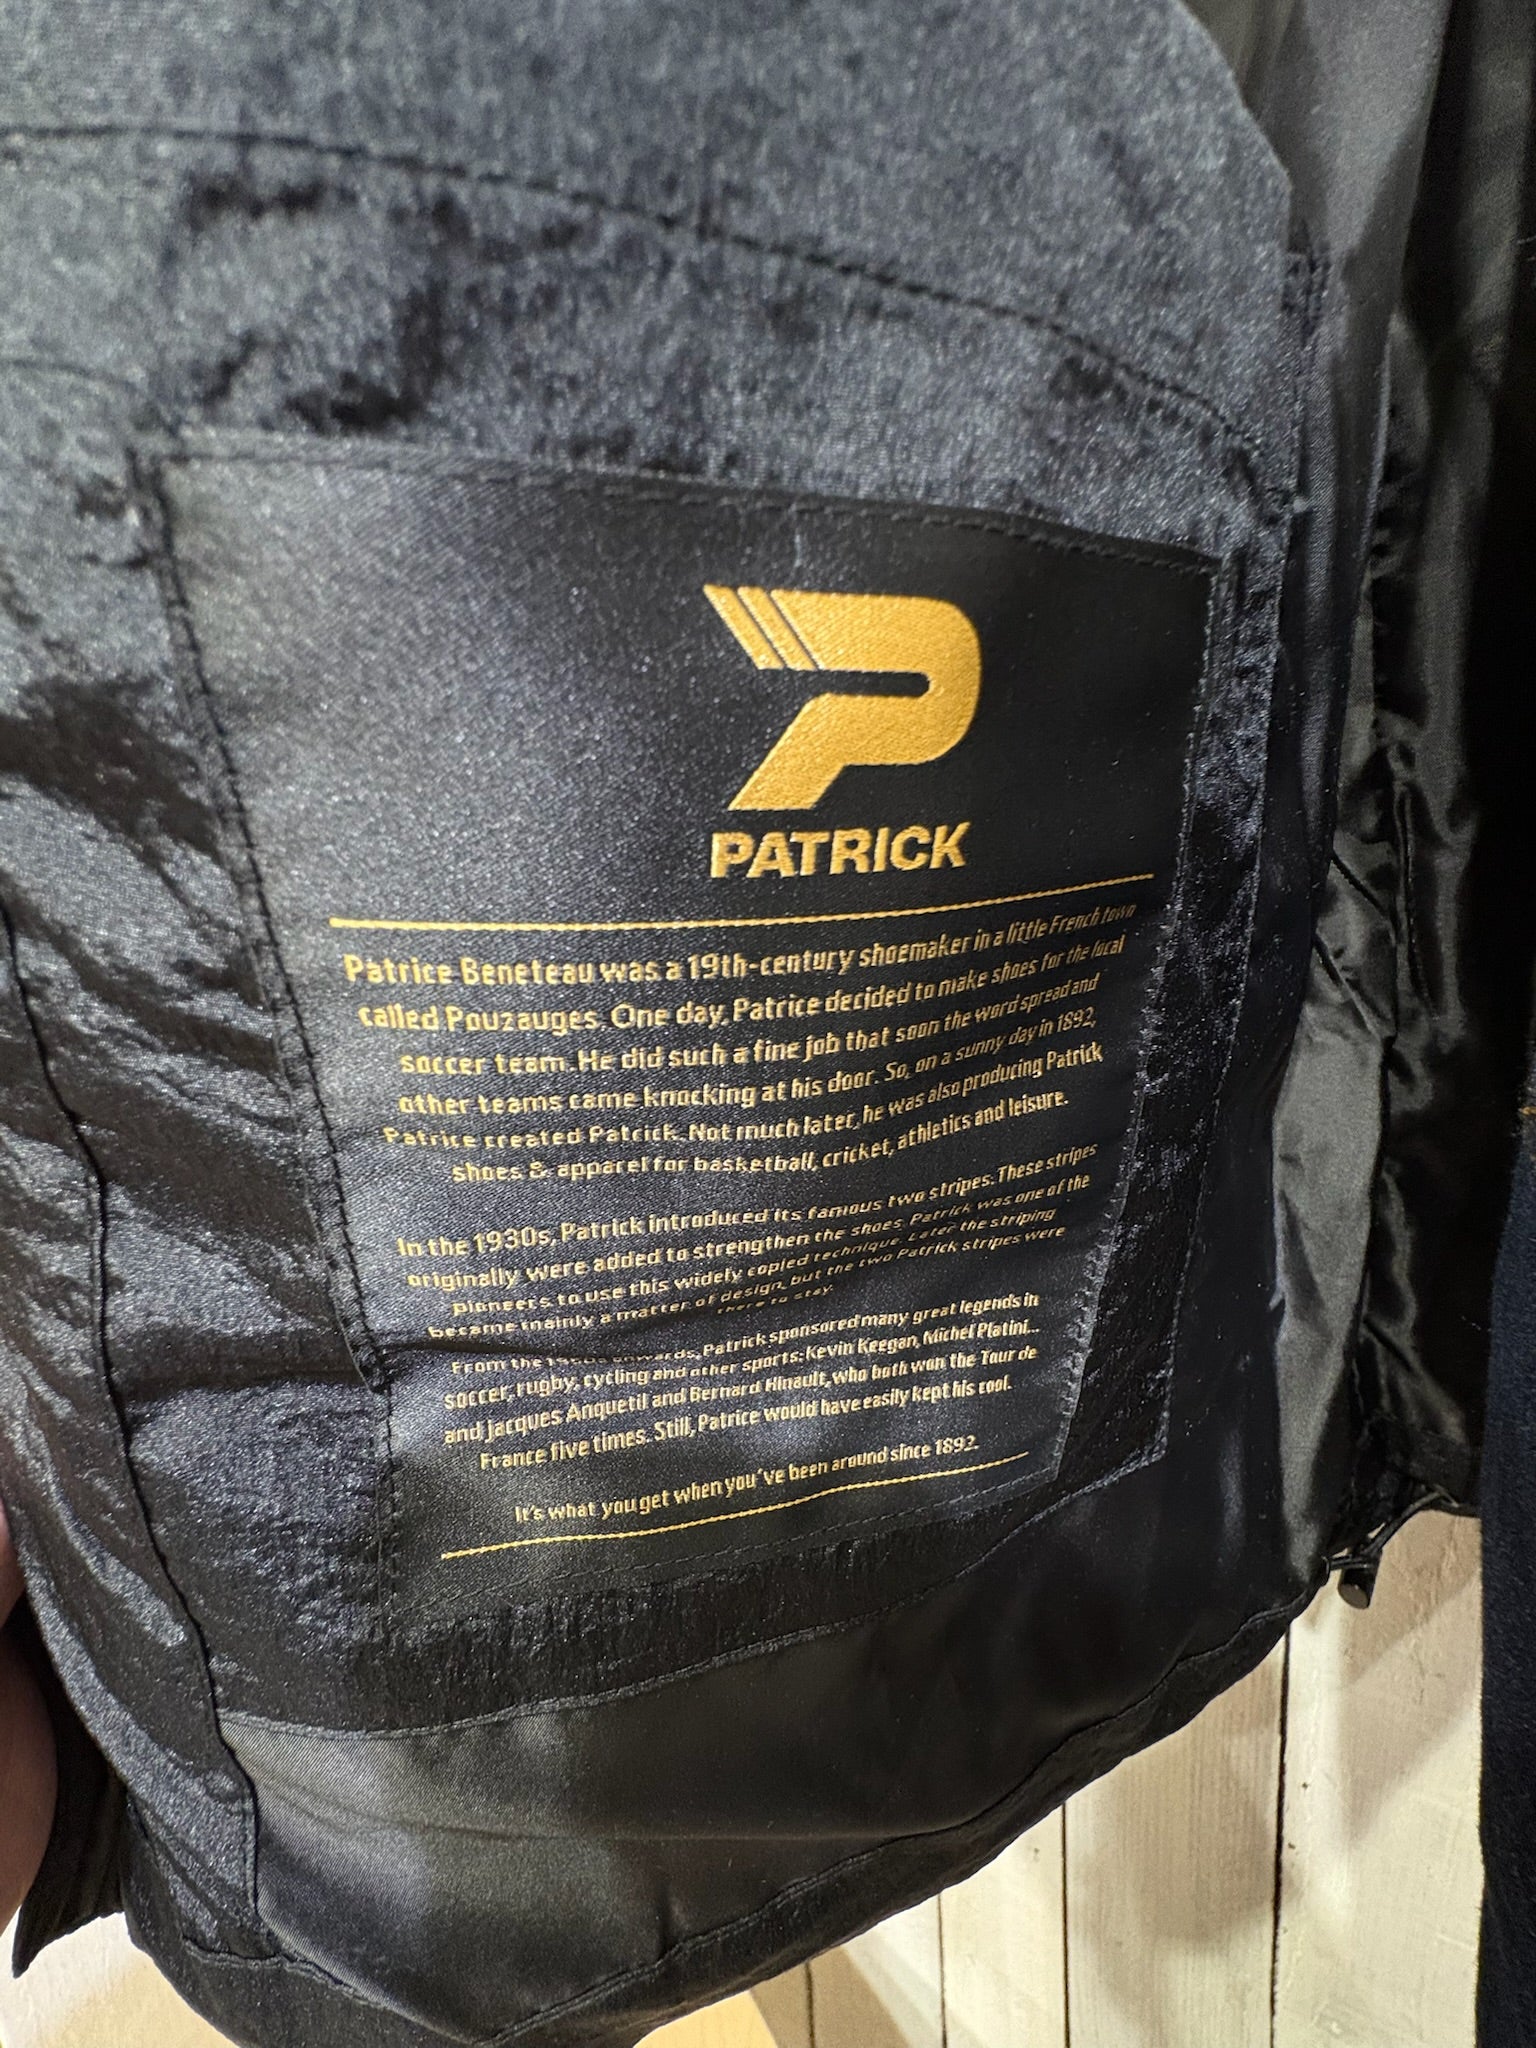 PATRICK
Patrice Beneteau was a 19th-century shoemaker in a little French town
called Pouzauges. One day, Patrice decided to make shoes for the local
soccer team. He did such a fine job that soon the word spread and
other teams came knocking at his door. So, on a sunny day in 1892,
Patrice created Patrick. Not much later, he was also producing Patrick
shoes & apparel for basketball, cricket, athletics and leisure.
In the 1930s, Patrick introduced its famous two stripes. These stripes
originally were added to strengthen the shoes. Patrick was one of the
pioneers to use this widely copied technique. Later the striping
became mainly a matter of design, but the two Patrick stripes were
there to stay.
From the onwards, Patrick sponsored many great legends in
soccer, rugby, cycling and other sports: Kevin Keegan, Michel Platini...
and Jacques Anquetil and Bernard Hinault, who both won the Tour de
France five times. Still, Patrice would have easily kept his cool.
It's what you get when you've been around since 1892.